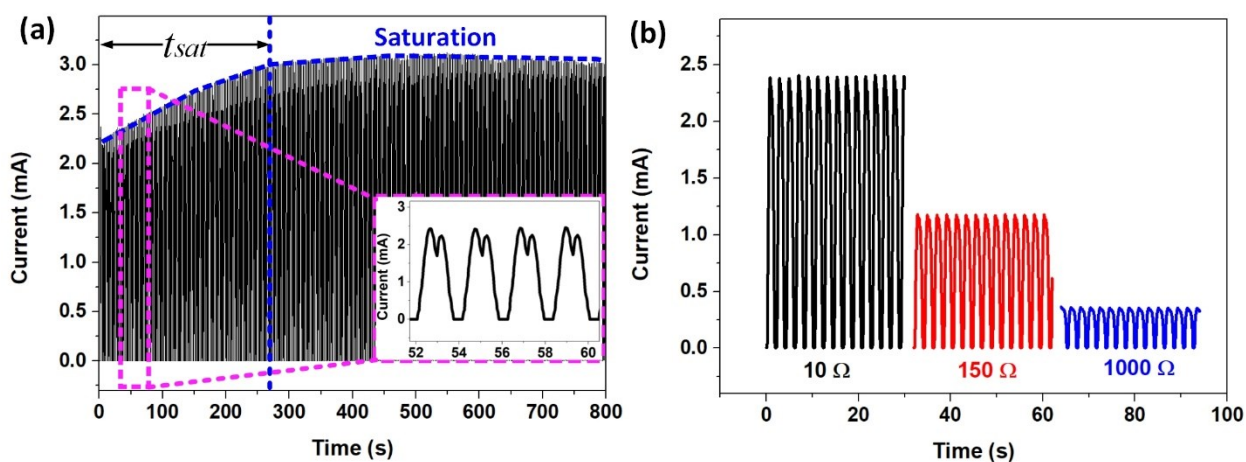 (a)
t_sat
Saturation
Current (mA)
3.0
2.5
2.0
1.5
1.0
0.5
0.0
0 100 200 300 400 500 600 700 800
Time (s)
Current (mA)
3
2
1
0
52 54 56 58 60
(b)
Current (mA)
2.5
2.0
1.5
1.0
0.5
0.0
10 Ω
150 Ω
1000 Ω
0 20 40 60 80 100
Time (s)